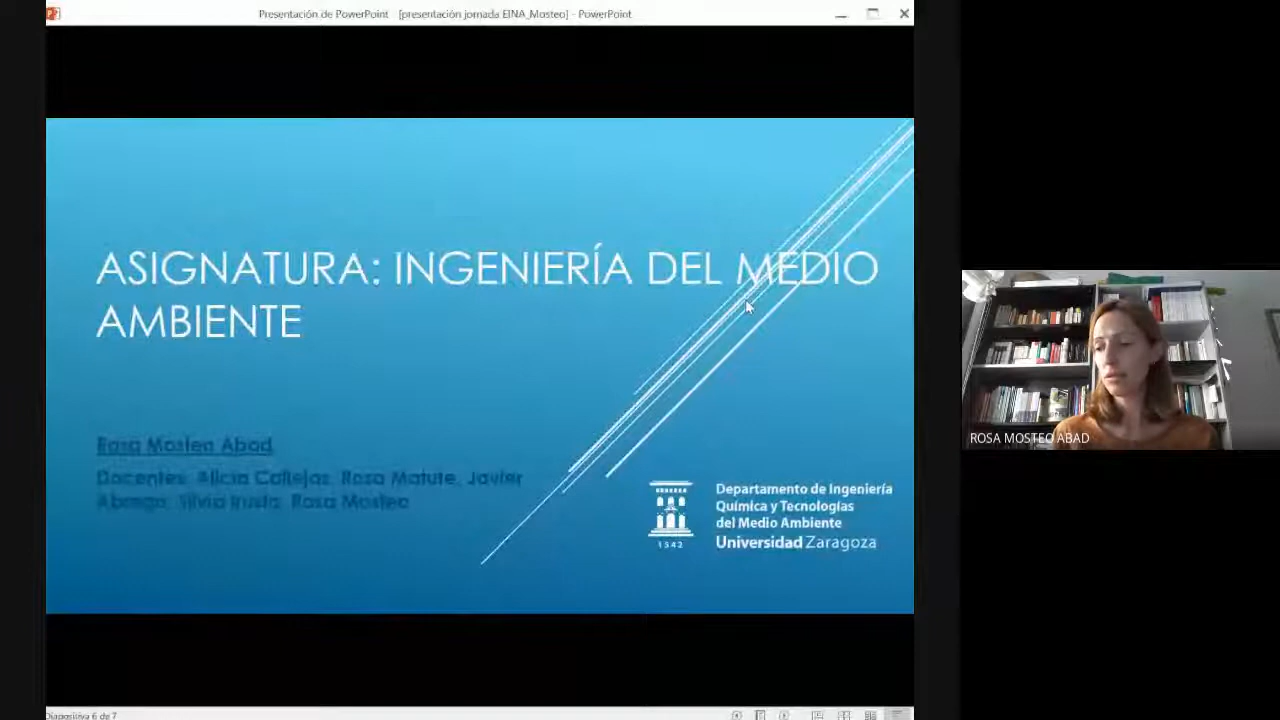 Presentación de PowerPoint [presentación jornada EINA_Mosteo] - PowerPoint
ASIGNATURA: INGENIERÍA DEL MEDIO
AMBIENTE
Rosa Mosteo Abad
Docentes: Alicia Callejas, Rosa Matute, Javier
Abrego, Silvia Irusta, Rosa Mosteo
1542
Departamento de Ingeniería
Química y Tecnologías
del Medio Ambiente
Universidad Zaragoza
ROSA MOSTEO ABAD
Diapositiva 6 de 7